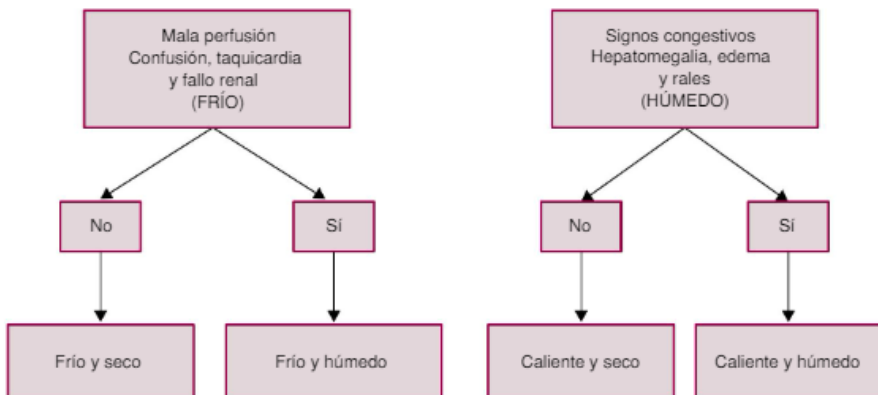 Mala perfusión
Confusión, taquicardia
y fallo renal
(FRÍO)
Signos congestivos
Hepatomegalia, edema
y rales
(HÚMEDO)
No
Sí
No
Sí
Frío y seco
Frío y húmedo
Caliente y seco
Caliente y húmedo